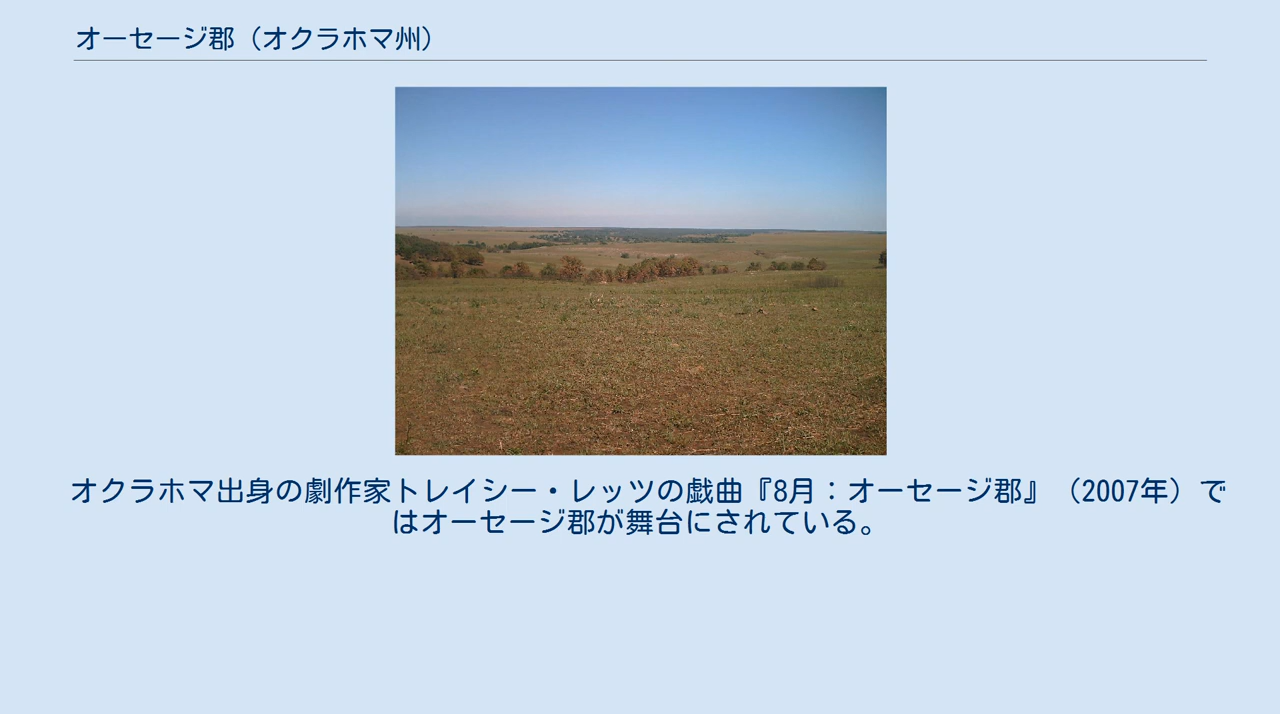 オーセージ郡（オクラホマ州）
オクラホマ出身の劇作家トレイシー・レッツの戯曲『8月：オーセージ郡』（2007年）で
はオーセージ郡が舞台にされている。